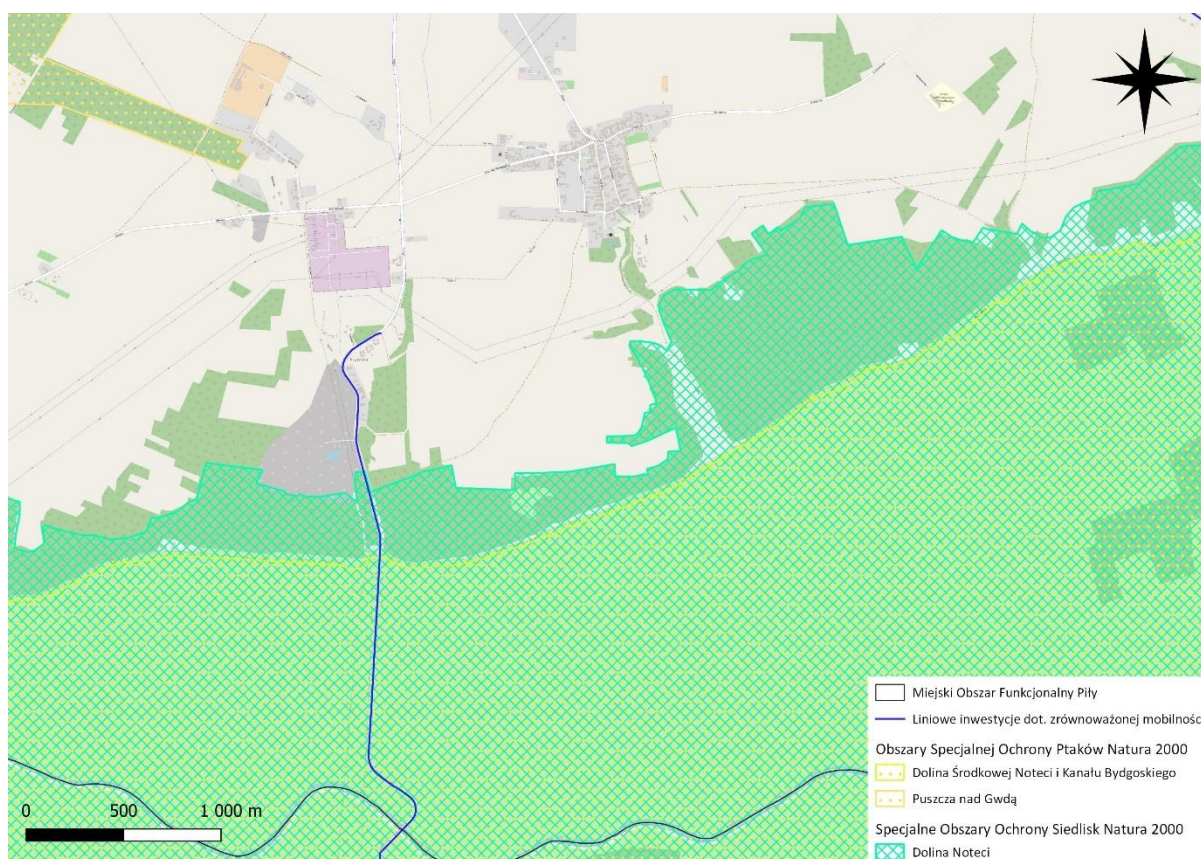 Miejski Obszar Funkcjonalny Piły
Liniowe inwestycje dot. zrównoważonej mobilnośc
Obszary Specjalnej Ochrony Ptaków Natura 2000
Dolina Środkowej Noteci i Kanału Bydgoskiego
Puszcza nad Gwdą
Specjalne Obszary Ochrony Siedlisk Natura 2000
Dolina Noteci
0 500 1 000 m